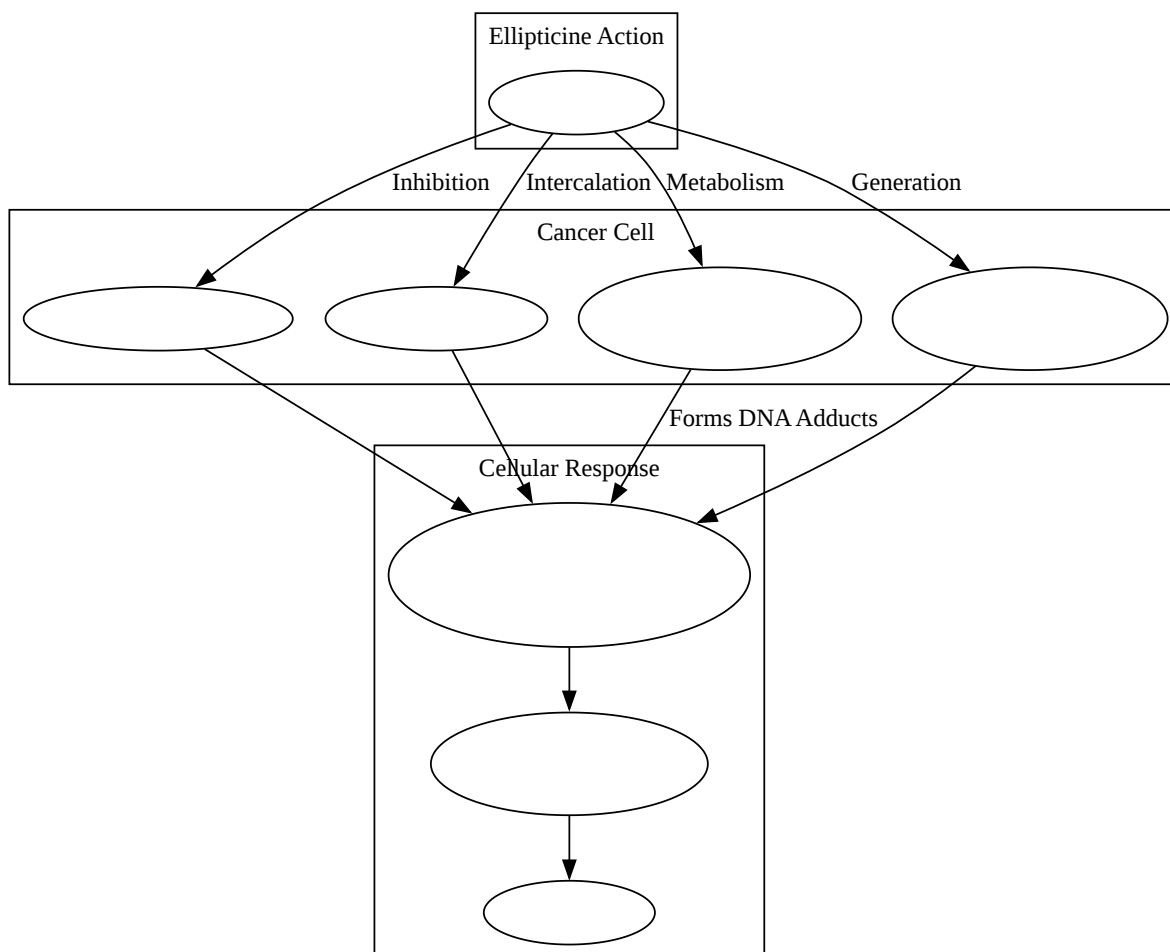 Ellipticine Action
Inhibition
Intercalation
Metabolism
Generation
Cancer Cell
Forms DNA Adducts
Cellular Response